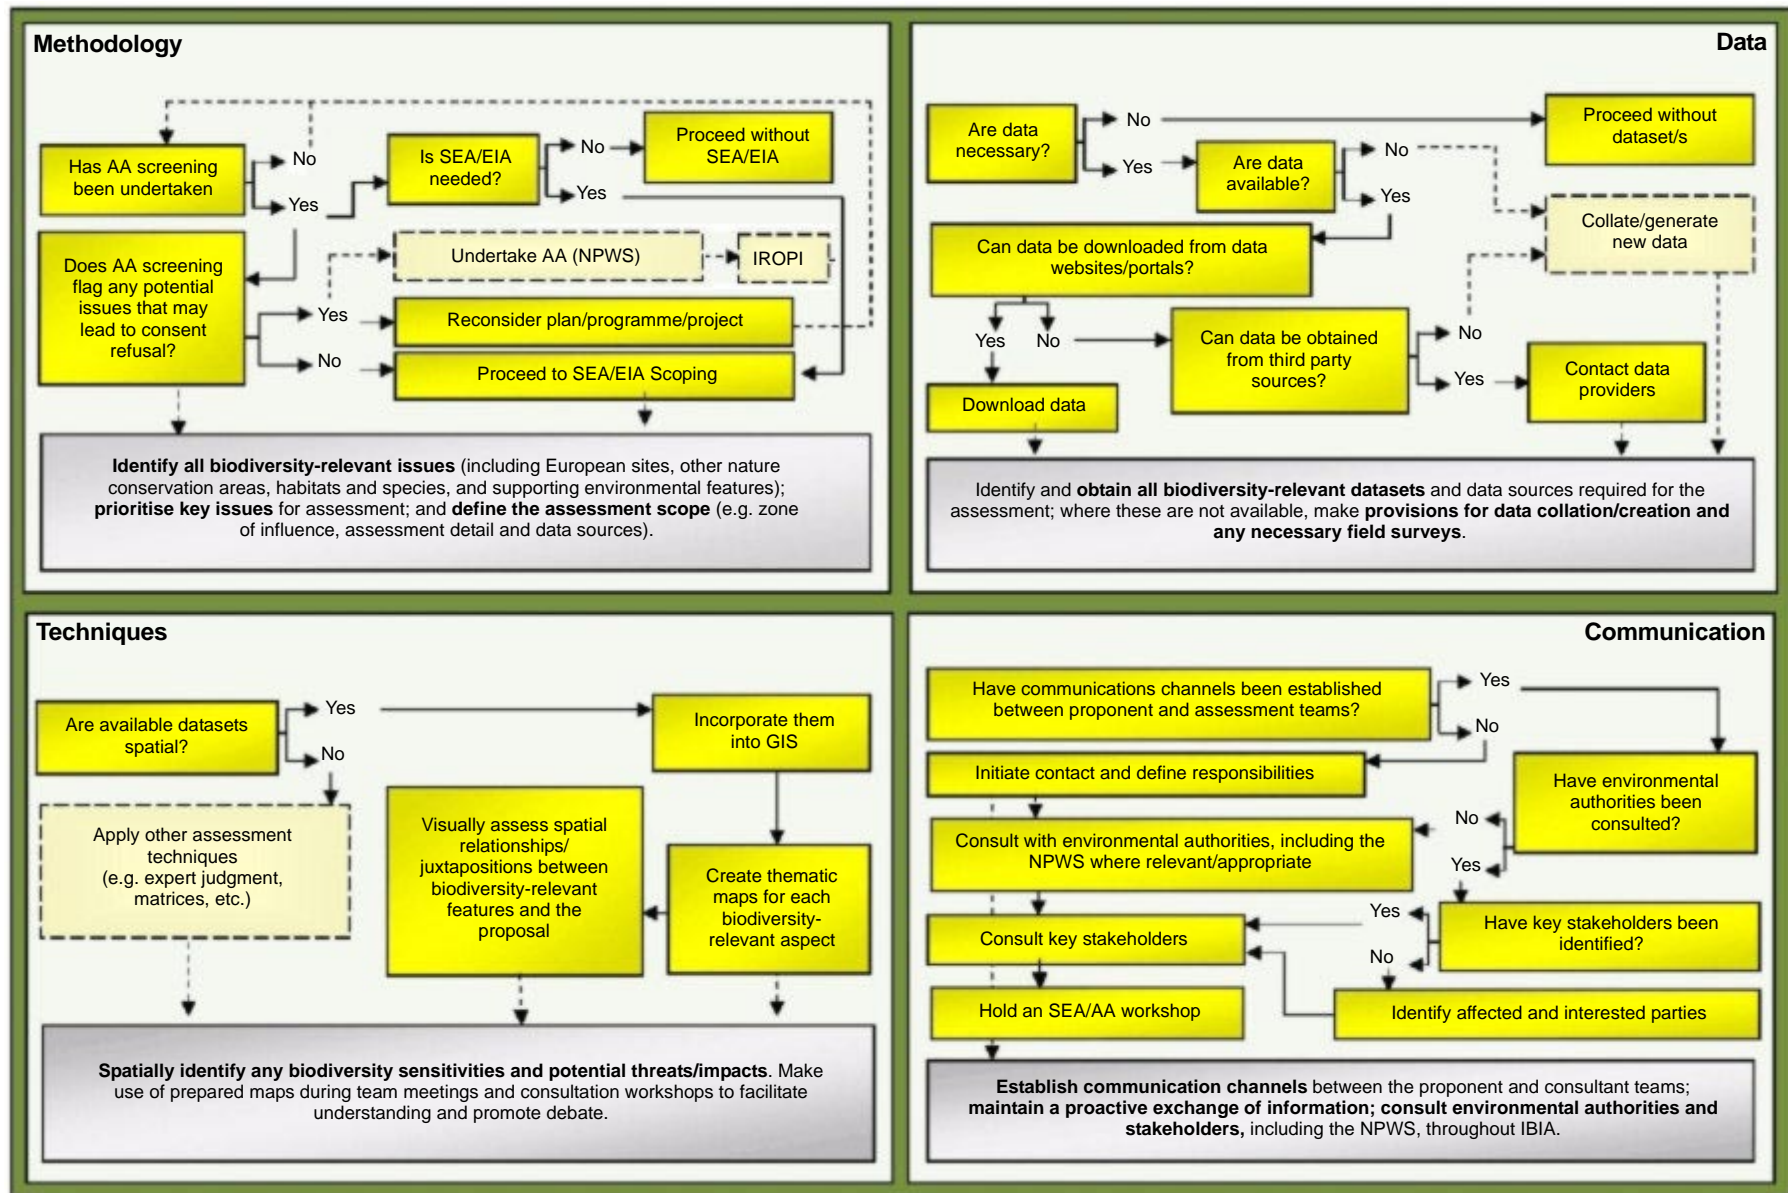 Methodology
Has AA screening
been undertaken
No
Yes
Is SEA/EIA
needed?
No
Yes
Proceed without
SEA/EIA
Does AA screening
flag any potential
issues that may
lead to consent
refusal?
Yes
No
Undertake AA (NPWS)
IROPI
Reconsider plan/programme/project
Proceed to SEA/EIA Scoping
Identify all biodiversity-relevant issues (including European sites, other nature
conservation areas, habitats and species, and supporting environmental features);
prioritise key issues for assessment; and define the assessment scope (e.g. zone
of influence, assessment detail and data sources).
Data
Are data
necessary?
No
Yes
Proceed without
dataset/s
Are data
available?
No
Yes
Collate/generate
new data
Can data be downloaded from data
websites/portals?
Yes
No
Can data be obtained
from third party
sources?
No
Yes
Contact data
providers
Download data
Identify and obtain all biodiversity-relevant datasets and data sources required for the
assessment; where these are not available, make provisions for data collation/creation and
any necessary field surveys.
Techniques
Are available datasets
spatial?
Yes
No
Incorporate them
into GIS
Apply other assessment
techniques
(e.g. expert judgment,
matrices, etc.)
Visually assess spatial
relationships/
juxtapositions between
biodiversity-relevant
features and the
proposal
Create thematic
maps for each
biodiversity-
relevant aspect
Spatially identify any biodiversity sensitivities and potential threats/impacts. Make
use of prepared maps during team meetings and consultation workshops to facilitate
understanding and promote debate.
Communication
Have communications channels been established
between proponent and assessment teams?
Yes
No
Initiate contact and define responsibilities
Have environmental
authorities been
consulted?
No
Yes
Consult with environmental authorities, including the
NPWS where relevant/appropriate
Have key stakeholders been
identified?
Yes
No
Consult key stakeholders
Hold an SEA/AA workshop
Identify affected and interested parties
Establish communication channels between the proponent and consultant teams;
maintain a proactive exchange of information; consult environmental authorities and
stakeholders, including the NPWS, throughout IBIA.